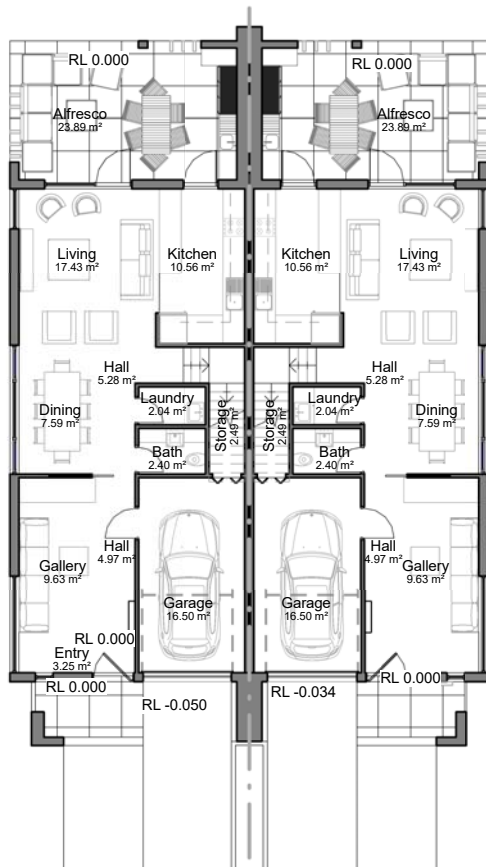 RL 0.000
RL 0.000
Alfresco
23.89 m²
Alfresco
23.89 m²
Living
17.43 m²
Kitchen
10.56 m²
Kitchen
10.56 m²
Living
17.43 m²
Hall
5.28 m²
Hall
5.28 m²
Laundry
2.04 m²
Storage
2.49 m²
Storage
2.49 m²
Laundry
2.04 m²
Dining
7.59 m²
Dining
7.59 m²
Bath
2.40 m²
Bath
2.40 m²
Hall
4.97 m²
Hall
4.97 m²
Gallery
9.63 m²
Gallery
9.63 m²
Garage
16.50 m²
Garage
16.50 m²
RL 0.000
Entry
3.25 m²
RL 0.000
RL 0.000
RL -0.050
RL -0.034